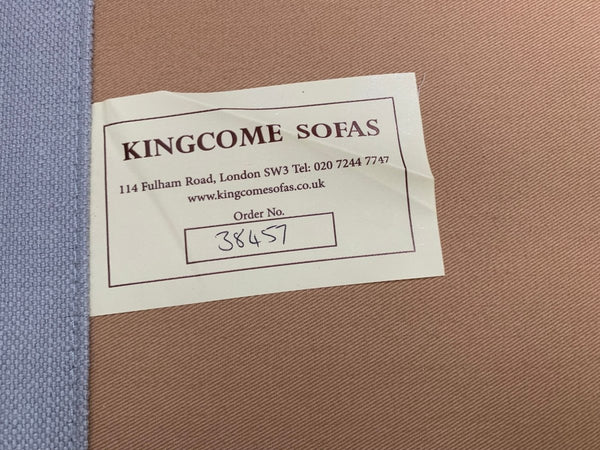 KINGCOME SOFAS
114 Fulham Road, London SW3 Tel: 020 7244 7747
www.kingcomesofas.co.uk
Order No.
38457